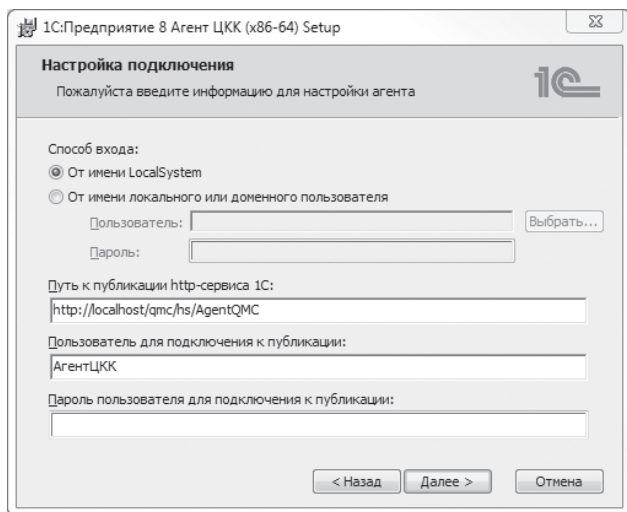 1С:Предприятие 8 Агент ЦКК (x86-64) Setup
Настройка подключения
Пожалуйста введите информацию для настройки агента
1С
Способ входа:
От имени LocalSystem
От имени локального или доменного пользователя
Пользователь:
Выбрать...
Пароль:
Путь к публикации http-сервиса 1С:
http://localhost/qmc/hs/AgentQMC
Пользователь для подключения к публикации:
АгентЦКК
Пароль пользователя для подключения к публикации:
< Назад
Далее >
Отмена